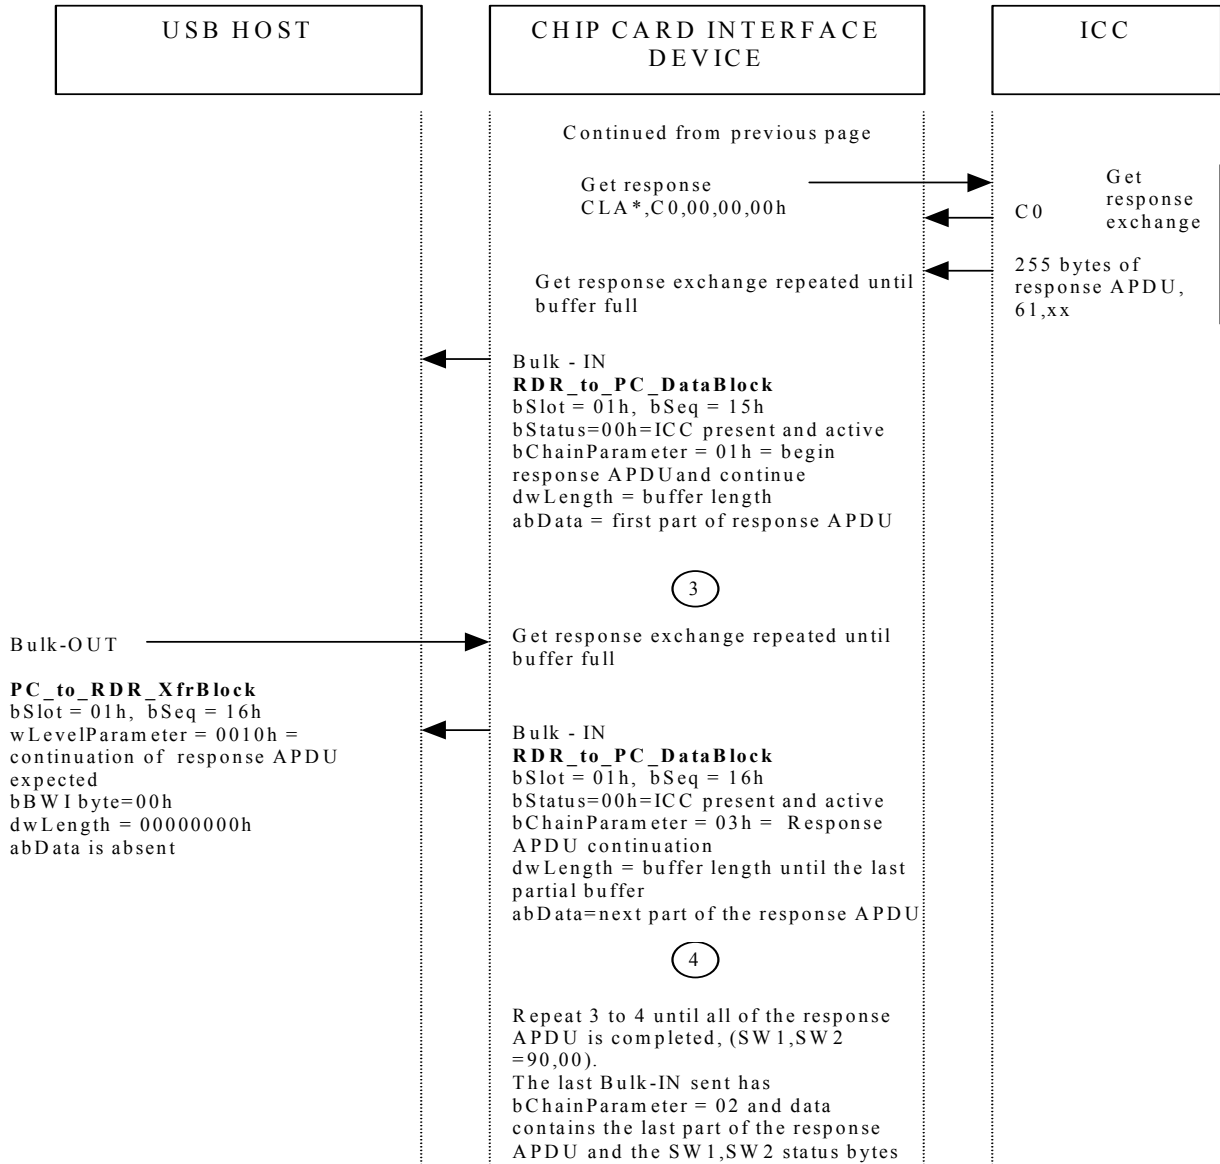 USB HOST
CHIP CARD INTERFACE
DEVICE
ICC
Continued from previous page
Get response
CLA*,C0,00,00,00h
Get
response
exchange
C0
255 bytes of
response APDU,
61,xx
Get response exchange repeated until
buffer full
Bulk - IN
RDR_to_PC_DataBlock
bSlot = 01h, bSeq = 15h
bStatus=00h=ICC present and active
bChainParameter = 01h = begin
response APDUand continue
dwLength = buffer length
abData = first part of response APDU
3
Bulk-OUT
Get response exchange repeated until
buffer full
PC_to_RDR_XfrBlock
bSlot = 01h, bSeq = 16h
wLevelParameter = 0010h =
continuation of response APDU
expected
bBWI byte=00h
dwLength = 00000000h
abData is absent
Bulk - IN
RDR_to_PC_DataBlock
bSlot = 01h, bSeq = 16h
bStatus=00h=ICC present and active
bChainParameter = 03h = Response
APDU continuation
dwLength = buffer length until the last
partial buffer
abData=next part of the response APDU
4
Repeat 3 to 4 until all of the response
APDU is completed, (SW1,SW2
=90,00).
The last Bulk-IN sent has
bChainParameter = 02 and data
contains the last part of the response
APDU and the SW1,SW2 status bytes